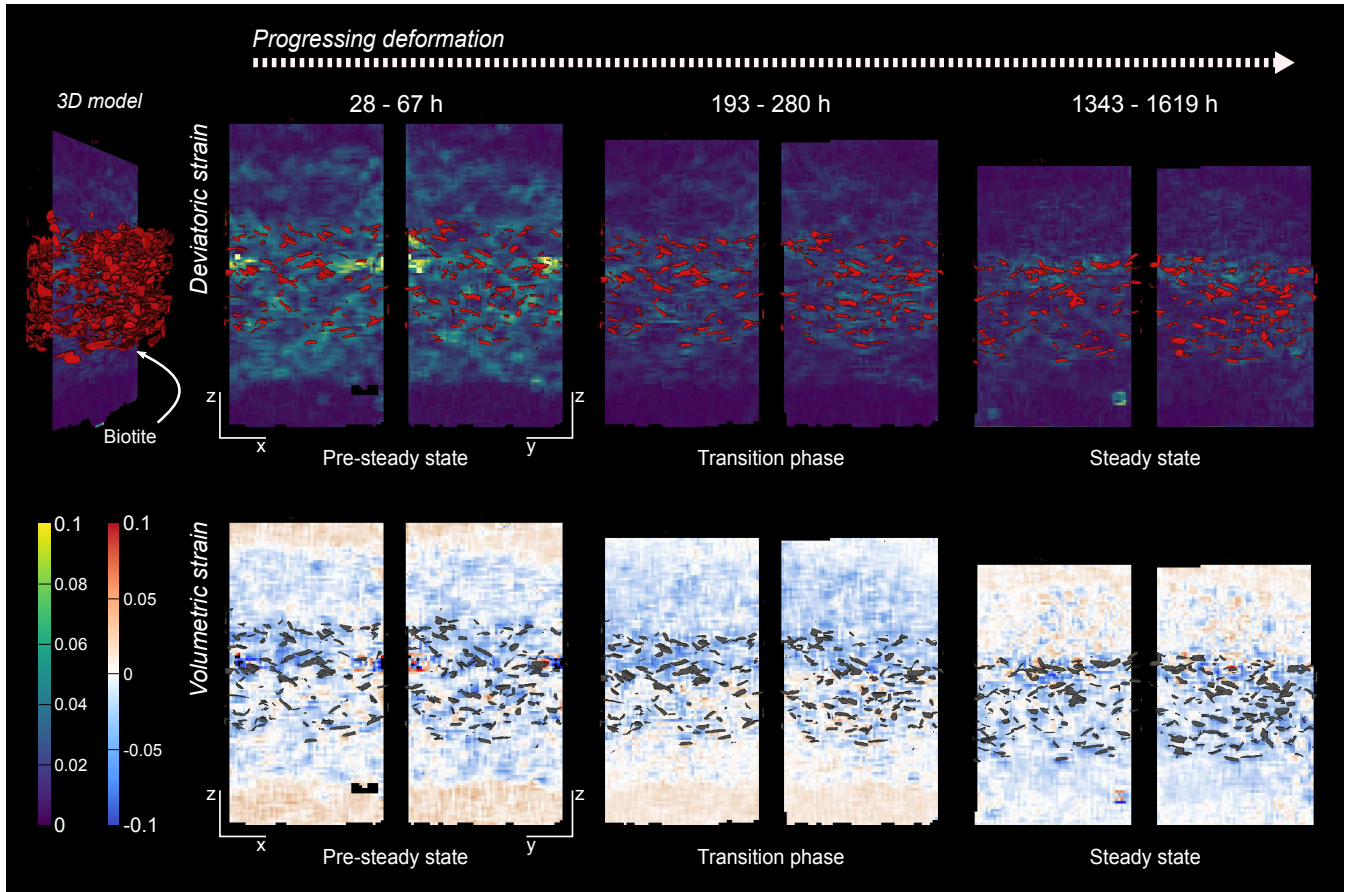 Progressing deformation
3D model
28 - 67 h
193 - 280 h
1343 - 1619 h
Deviatoric strain
Biotite
z
x
y
z
Pre-steady state
Transition phase
Steady state
Volumetric strain
0.1
0.08
0.06
0.04
0.02
0
0.1
0.05
0
-0.05
-0.1
z
x
y
z
Pre-steady state
Transition phase
Steady state